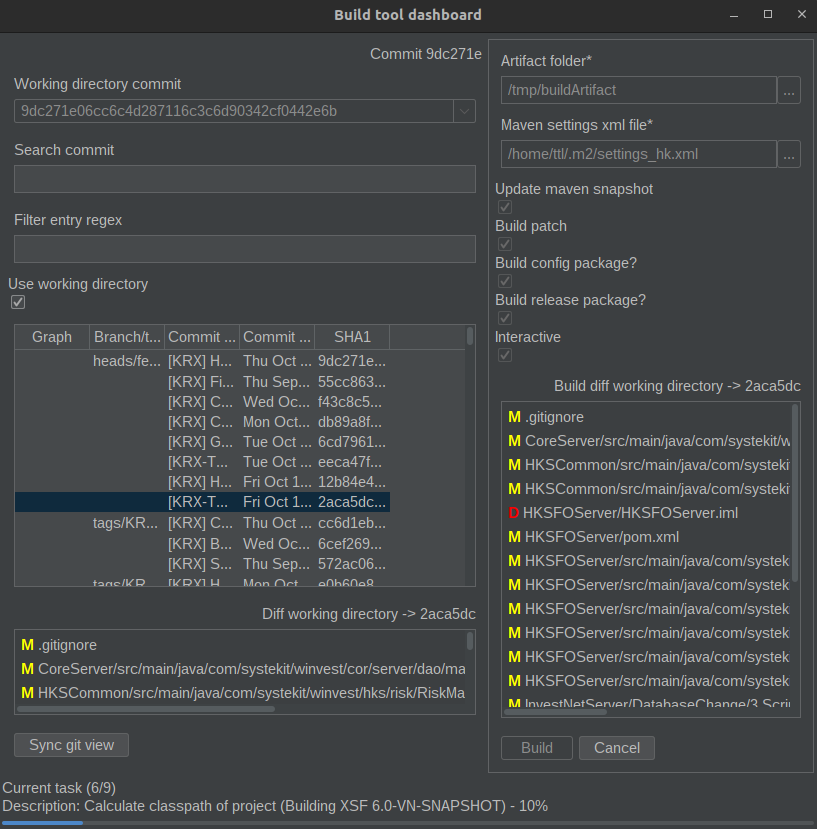 Build tool dashboard
Commit 9dc271e
Working directory commit
9dc271e06cc6c4d287116c3c6d90342cf0442e6b
Search commit
Filter entry regex
Use working directory
Graph Branch/t... Commit ... Commit ... SHA1
heads/fe... [KRX] H... Thu Oct ... 9dc271e...
[KRX] Fi... Thu Sep... 55cc863...
[KRX] C... Wed Oc... f43c8c5...
[KRX] C... Mon Oct... db89a8f...
[KRX] G... Tue Oct ... 6cd7961...
[KRX-T... Tue Oct ... eeca47f...
[KRX] H... Fri Oct 1... 12b84e4...
[KRX-T... Fri Oct 1... 2aca5dc...
tags/KR... [KRX] C... Thu Oct ... cc6d1eb...
[KRX] B... Wed Oc... 6cef269...
[KRX] S... Thu Sep... 572ac06...
tags/KR... [KRX] H... Mon Oct... e0b60e8...
Diff working directory -> 2aca5dc
M .gitignore
M CoreServer/src/main/java/com/systekit/winvest/cor/server/dao/ma
M HKSCommon/src/main/java/com/systekit/winvest/hks/risk/RiskMa
Sync git view
Artifact folder*
/tmp/buildArtifact ...
Maven settings xml file*
/home/ttl/.m2/settings_hk.xml ...
Update maven snapshot
Build patch
Build config package?
Build release package?
Interactive
Build diff working directory -> 2aca5dc
M .gitignore
M CoreServer/src/main/java/com/systekit/w
M HKSCommon/src/main/java/com/systekit
M HKSCommon/src/main/java/com/systekit
D HKSFOServer/HKSFOServer.iml
M HKSFOServer/pom.xml
M HKSFOServer/src/main/java/com/systek
M HKSFOServer/src/main/java/com/systek
M HKSFOServer/src/main/java/com/systek
M HKSFOServer/src/main/java/com/systek
M HKSFOServer/src/main/java/com/systek
M HKSFOServer/src/main/java/com/systek
M InvestNetServer/DatabaseChange/3.Scri
Build Cancel
Current task (6/9)
Description: Calculate classpath of project (Building XSF 6.0-VN-SNAPSHOT) - 10%